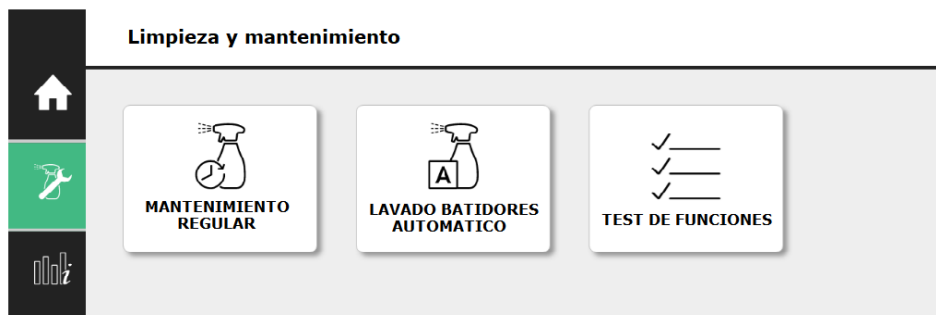 Limpieza y mantenimiento
MANTENIMIENTO
REGULAR
A
LAVADO BATIDORES
AUTOMATICO
TEST DE FUNCIONES
i